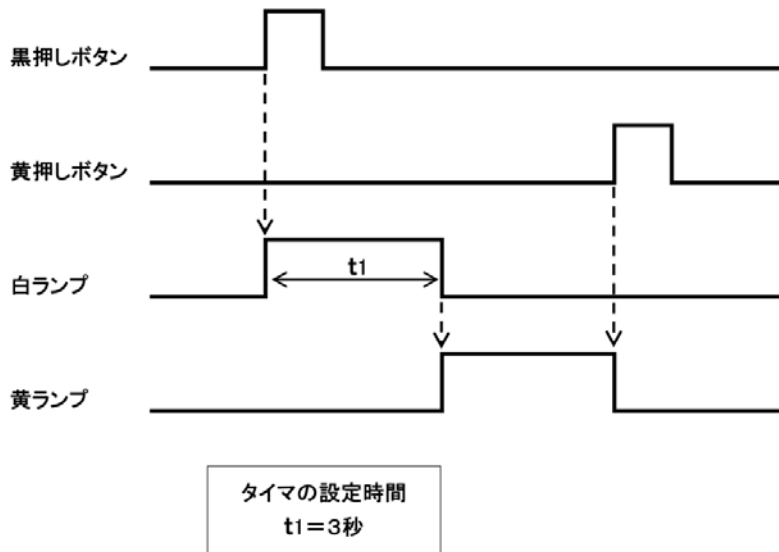 黒押しボタン
黄押しボタン
白ランプ
t1
黄ランプ
タイマの設定時間
t1＝3秒